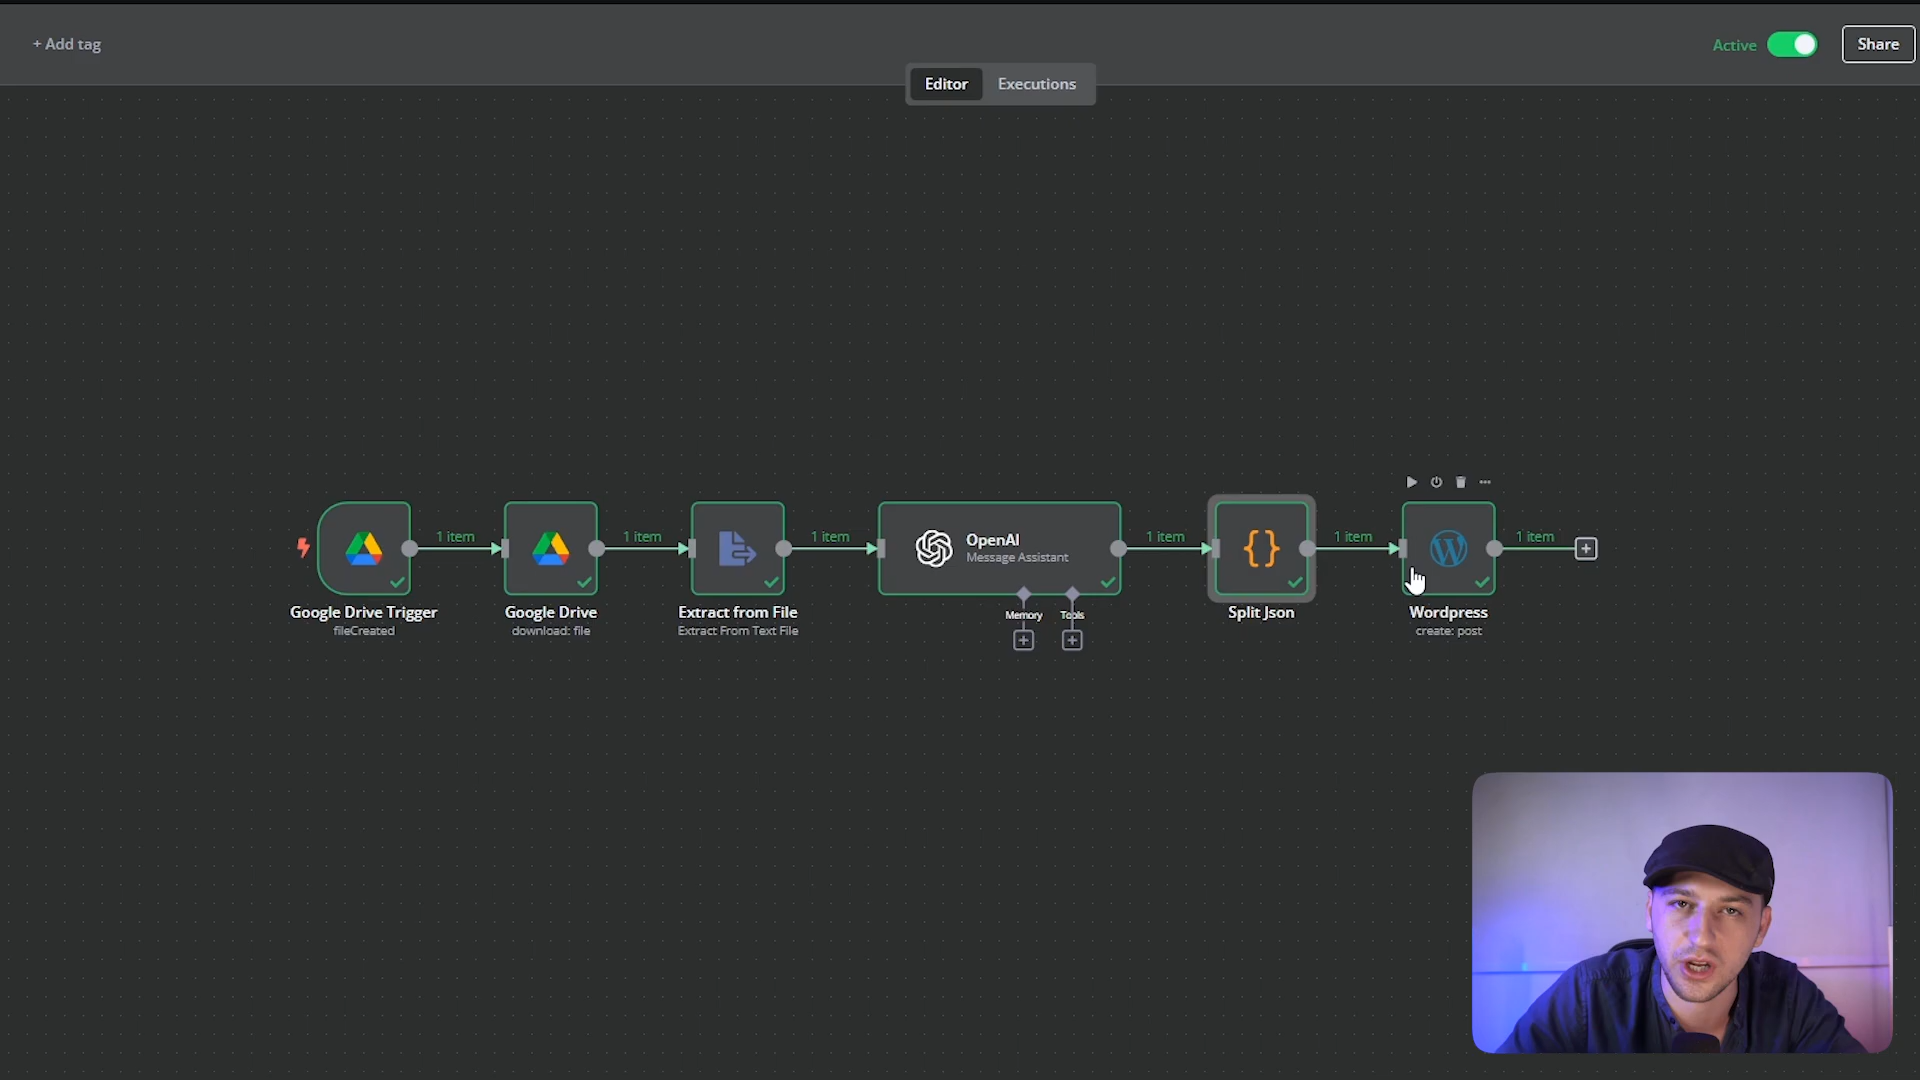 + Add tag
Active
Share
Editor
Executions
1 item
1 item
1 item
1 item
1 item
1 item
OpenAI
Message Assistant
Memory
Tools
Google Drive Trigger
fileCreated
Google Drive
download: file
Extract from File
Extract From Text File
Split Json
Wordpress
create: post